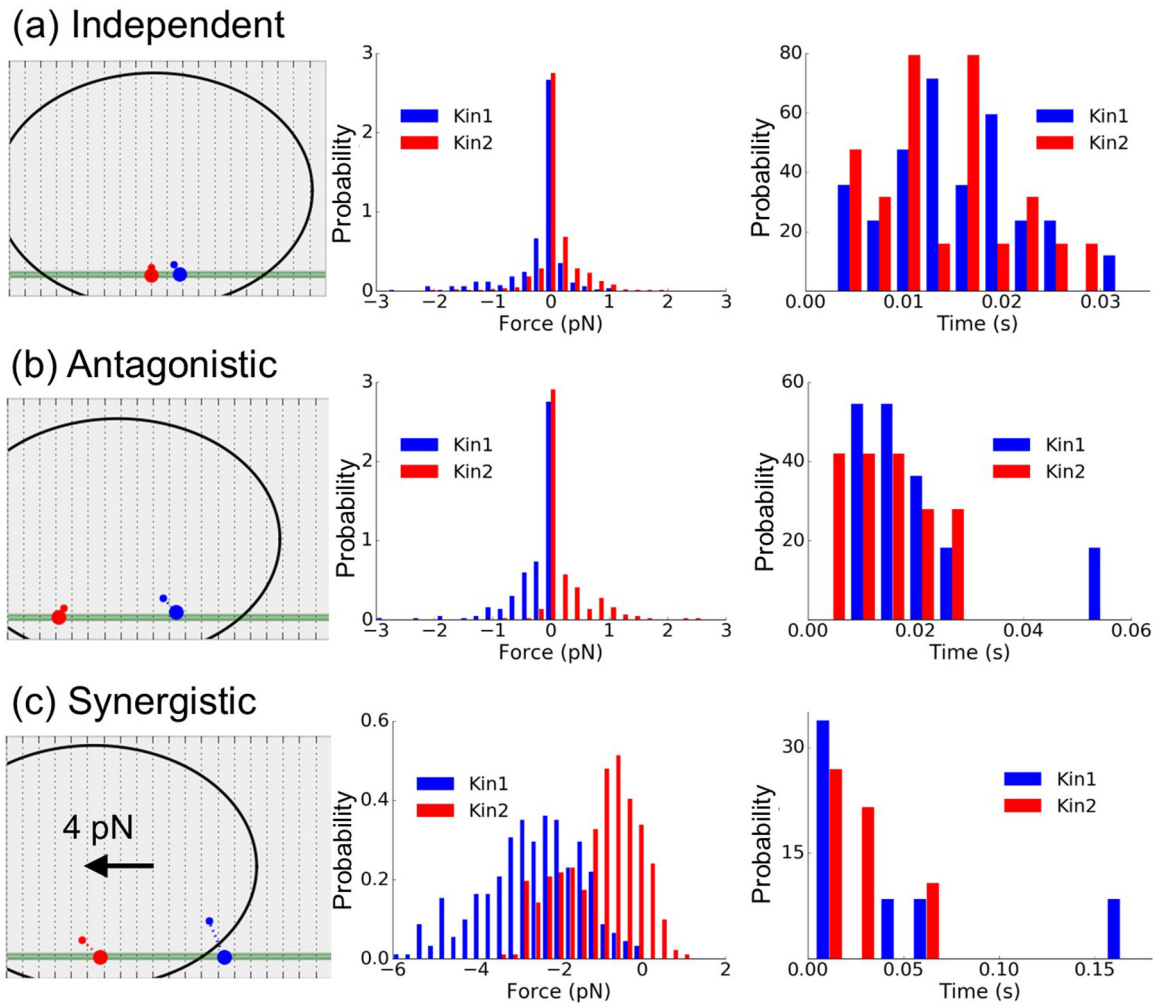 (a) Independent
3
2
1
0
Probability
Kin1
Kin2
−3 −2 −1 0 1 2 3
Force (pN)
80
60
40
20
Probability
Kin1
Kin2
0.00 0.01 0.02 0.03
Time (s)
(b) Antagonistic
3
2
1
0
Probability
Kin1
Kin2
−3 −2 −1 0 1 2 3
Force (pN)
60
40
20
Probability
Kin1
Kin2
0.00 0.02 0.04 0.06
Time (s)
(c) Synergistic
4 pN
0.6
0.4
0.2
0.0
Probability
Kin1
Kin2
−6 −4 −2 0 2
Force (pN)
30
15
Probability
Kin1
Kin2
0.00 0.05 0.10 0.15
Time (s)